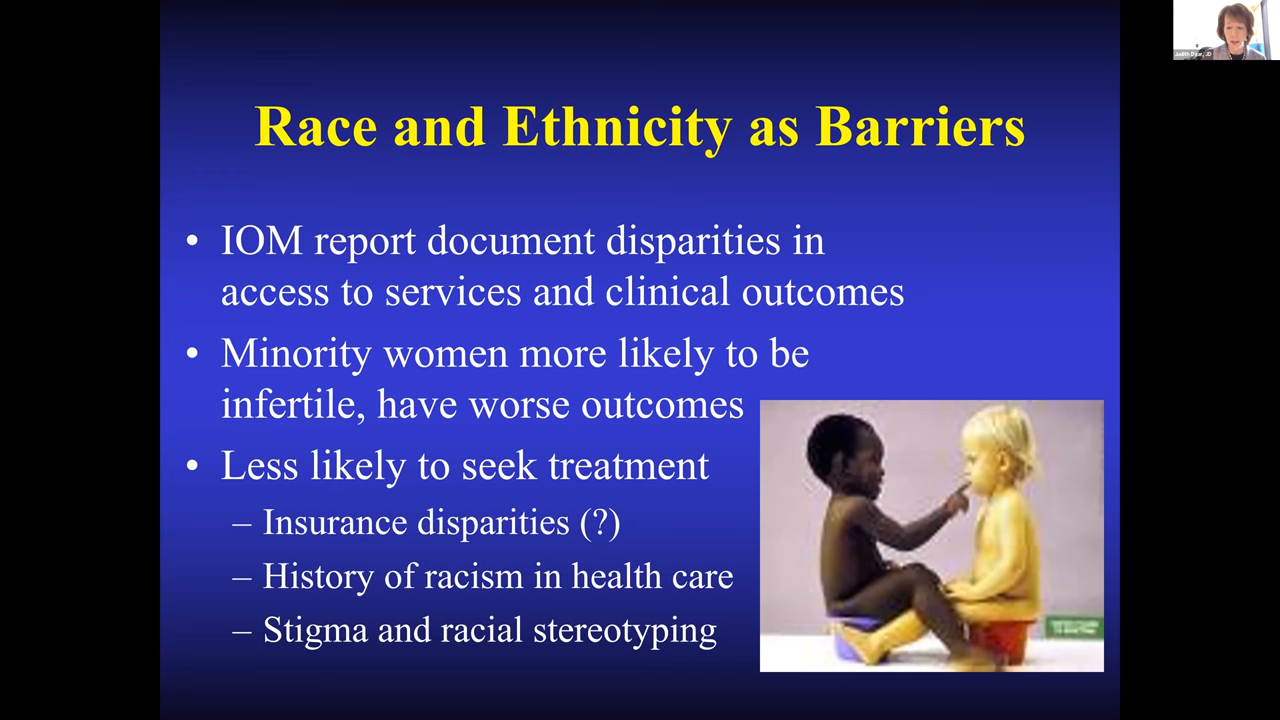 Race and Ethnicity as Barriers
• IOM report document disparities in
access to services and clinical outcomes
• Minority women more likely to be
infertile, have worse outcomes
• Less likely to seek treatment
– Insurance disparities (?)
– History of racism in health care
– Stigma and racial stereotyping